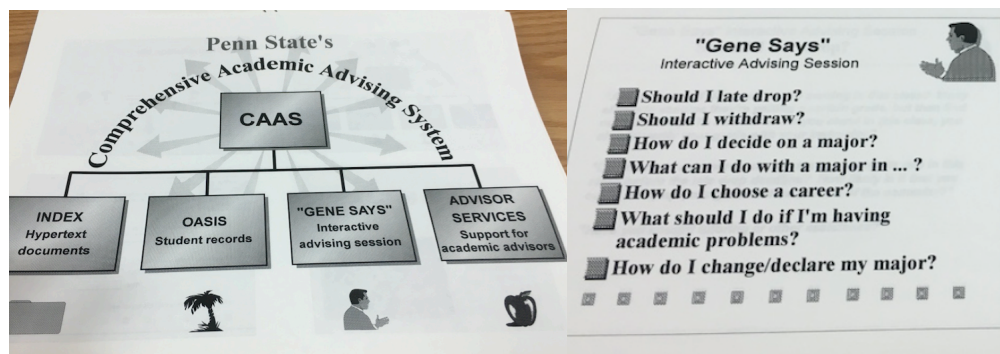 Penn State's
Comprehensive Academic Advising System
CAAS
INDEX
Hypertext
documents
OASIS
Student records
"GENE SAYS"
Interactive
advising session
ADVISOR
SERVICES
Support for
academic advisors
"Gene Says"
Interactive Advising Session
Should I late drop?
Should I withdraw?
How do I decide on a major?
What can I do with a major in ... ?
How do I choose a career?
What should I do if I'm having
academic problems?
How do I change/declare my major?